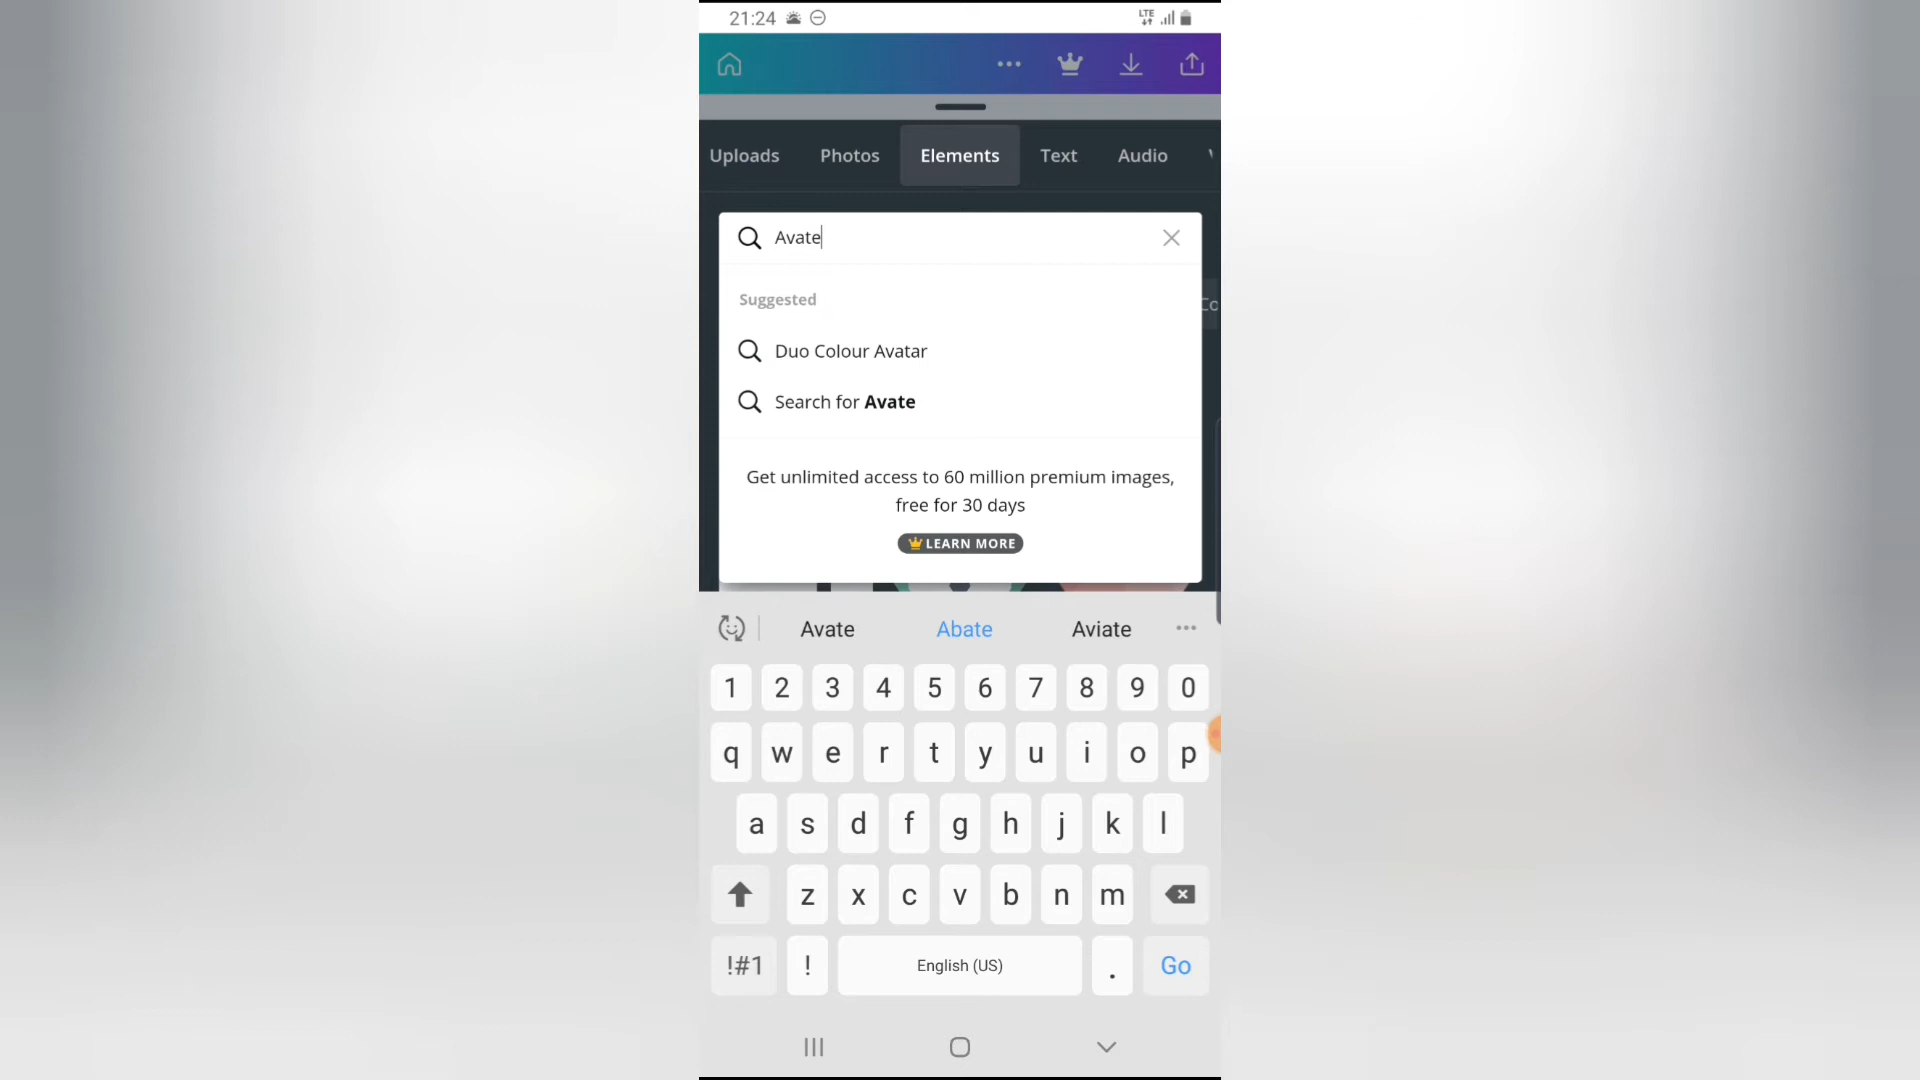 21:24
LTE
Uploads Photos Elements Text Audio
Avate
Co
Suggested
Duo Colour Avatar
Search for Avate
Get unlimited access to 60 million premium images,
free for 30 days
LEARN MORE
Avate Abate Aviate
1 2 3 4 5 6 7 8 9 0
q w e r t y u i o p
a s d f g h j k l
z x c v b n m
!#1 ! English (US) . Go